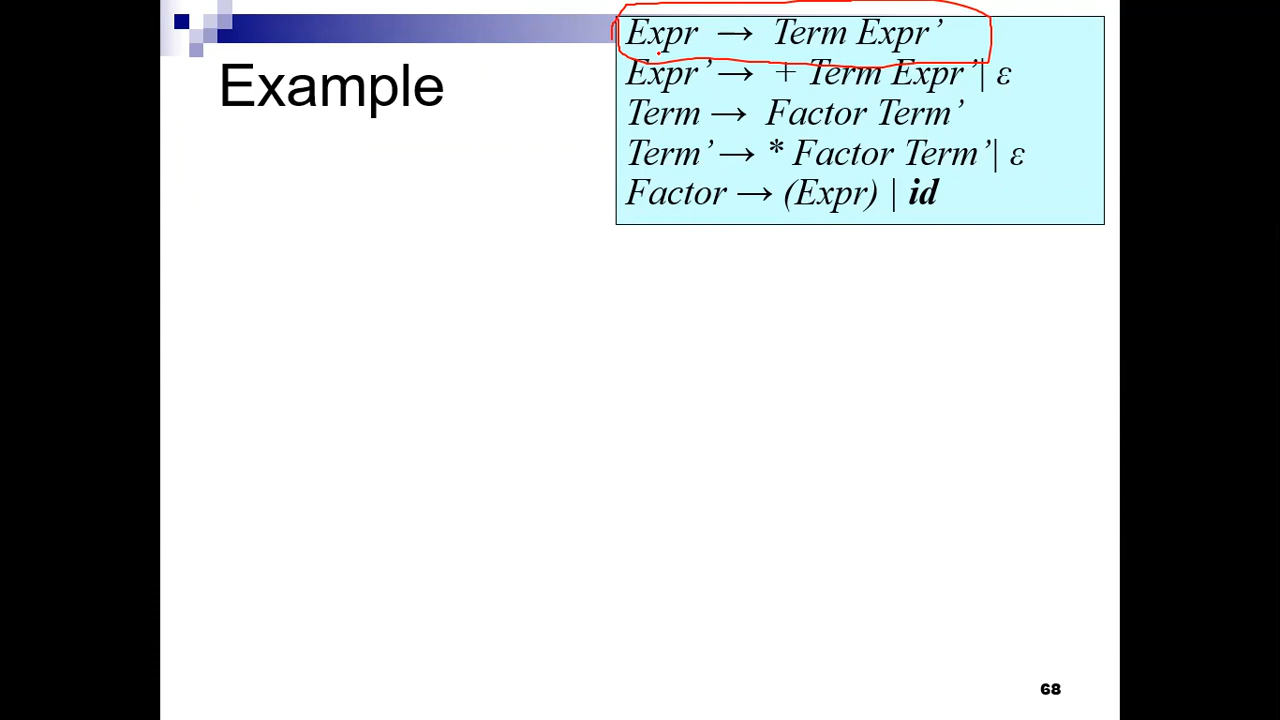 Example
Expr → Term Expr’
Expr’ → + Term Expr’| ε
Term → Factor Term’
Term’ → * Factor Term’| ε
Factor → (Expr) | id
68